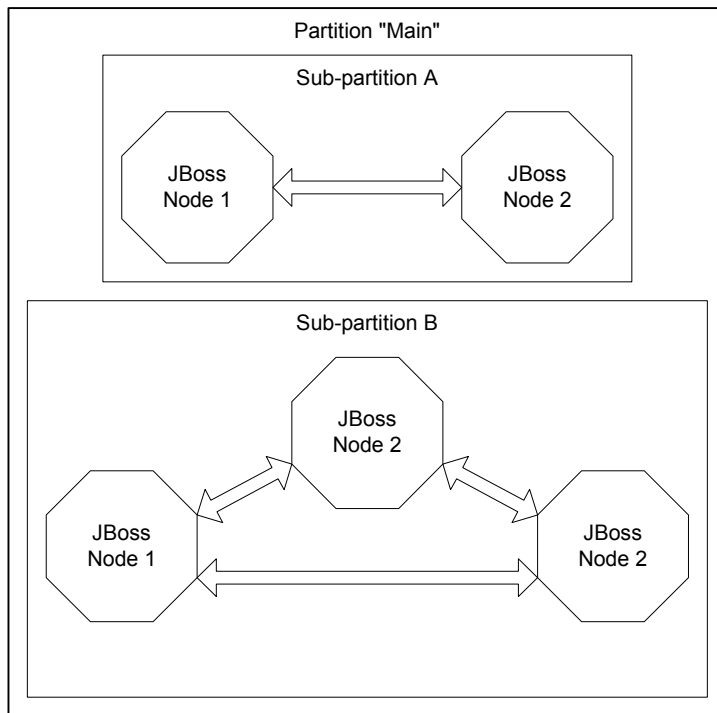 Partition "Main"
Sub-partition A
JBoss
Node 1
JBoss
Node 2
Sub-partition B
JBoss
Node 2
JBoss
Node 1
JBoss
Node 2